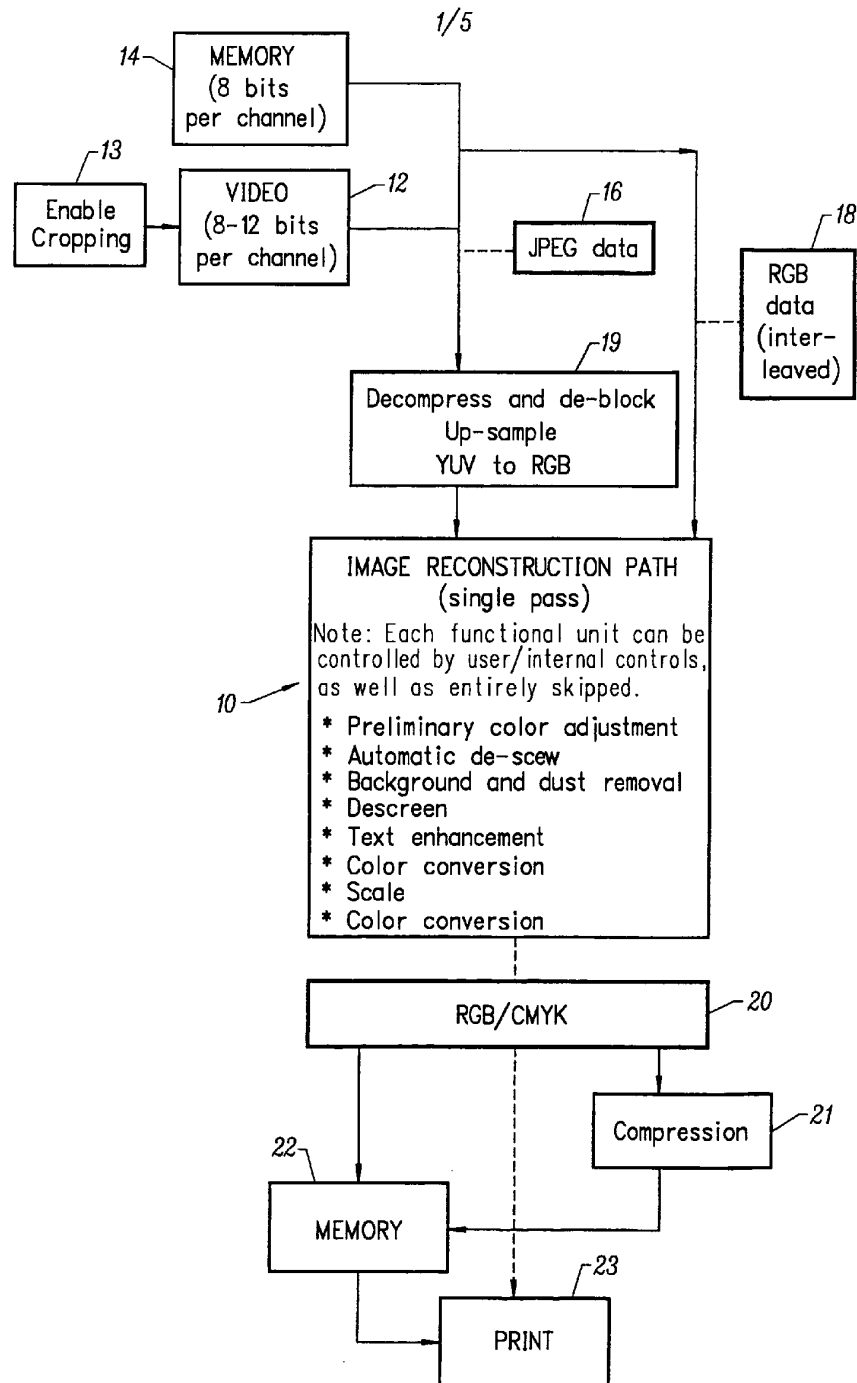 1/5
14
MEMORY
(8 bits
per channel)
13
Enable
Cropping
VIDEO
(8-12 bits
per channel)
12
16
JPEG data
18
RGB
data
(inter-
leaved)
19
Decompress and de-block
Up-sample
YUV to RGB
IMAGE RECONSTRUCTION PATH
(single pass)
Note: Each functional unit can be
controlled by user/internal controls,
as well as entirely skipped.
10
* Preliminary color adjustment
* Automatic de-scew
* Background and dust removal
* Descreen
* Text enhancement
* Color conversion
* Scale
* Color conversion
RGB/CMYK
20
Compression
21
22
MEMORY
23
PRINT